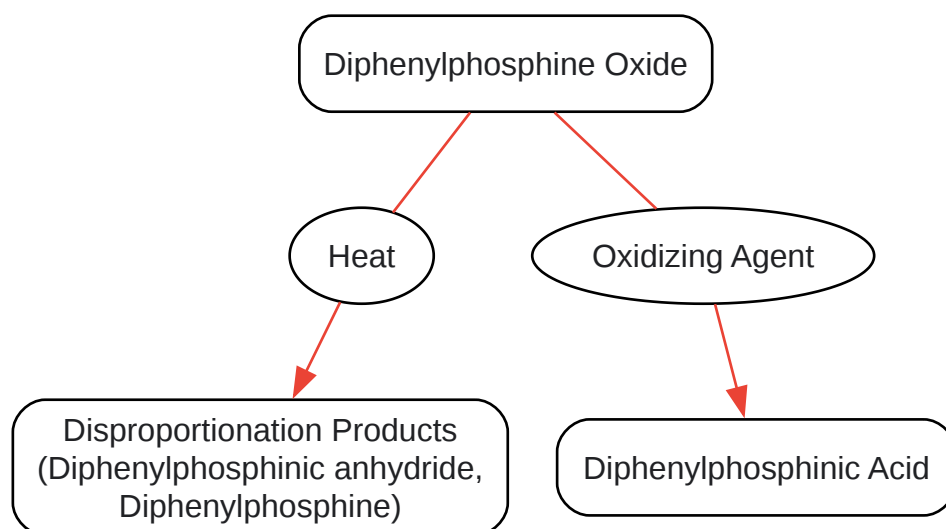 Diphenylphosphine Oxide
Heat
Oxidizing Agent
Disproportionation Products
(Diphenylphosphinic anhydride,
Diphenylphosphine)
Diphenylphosphinic Acid